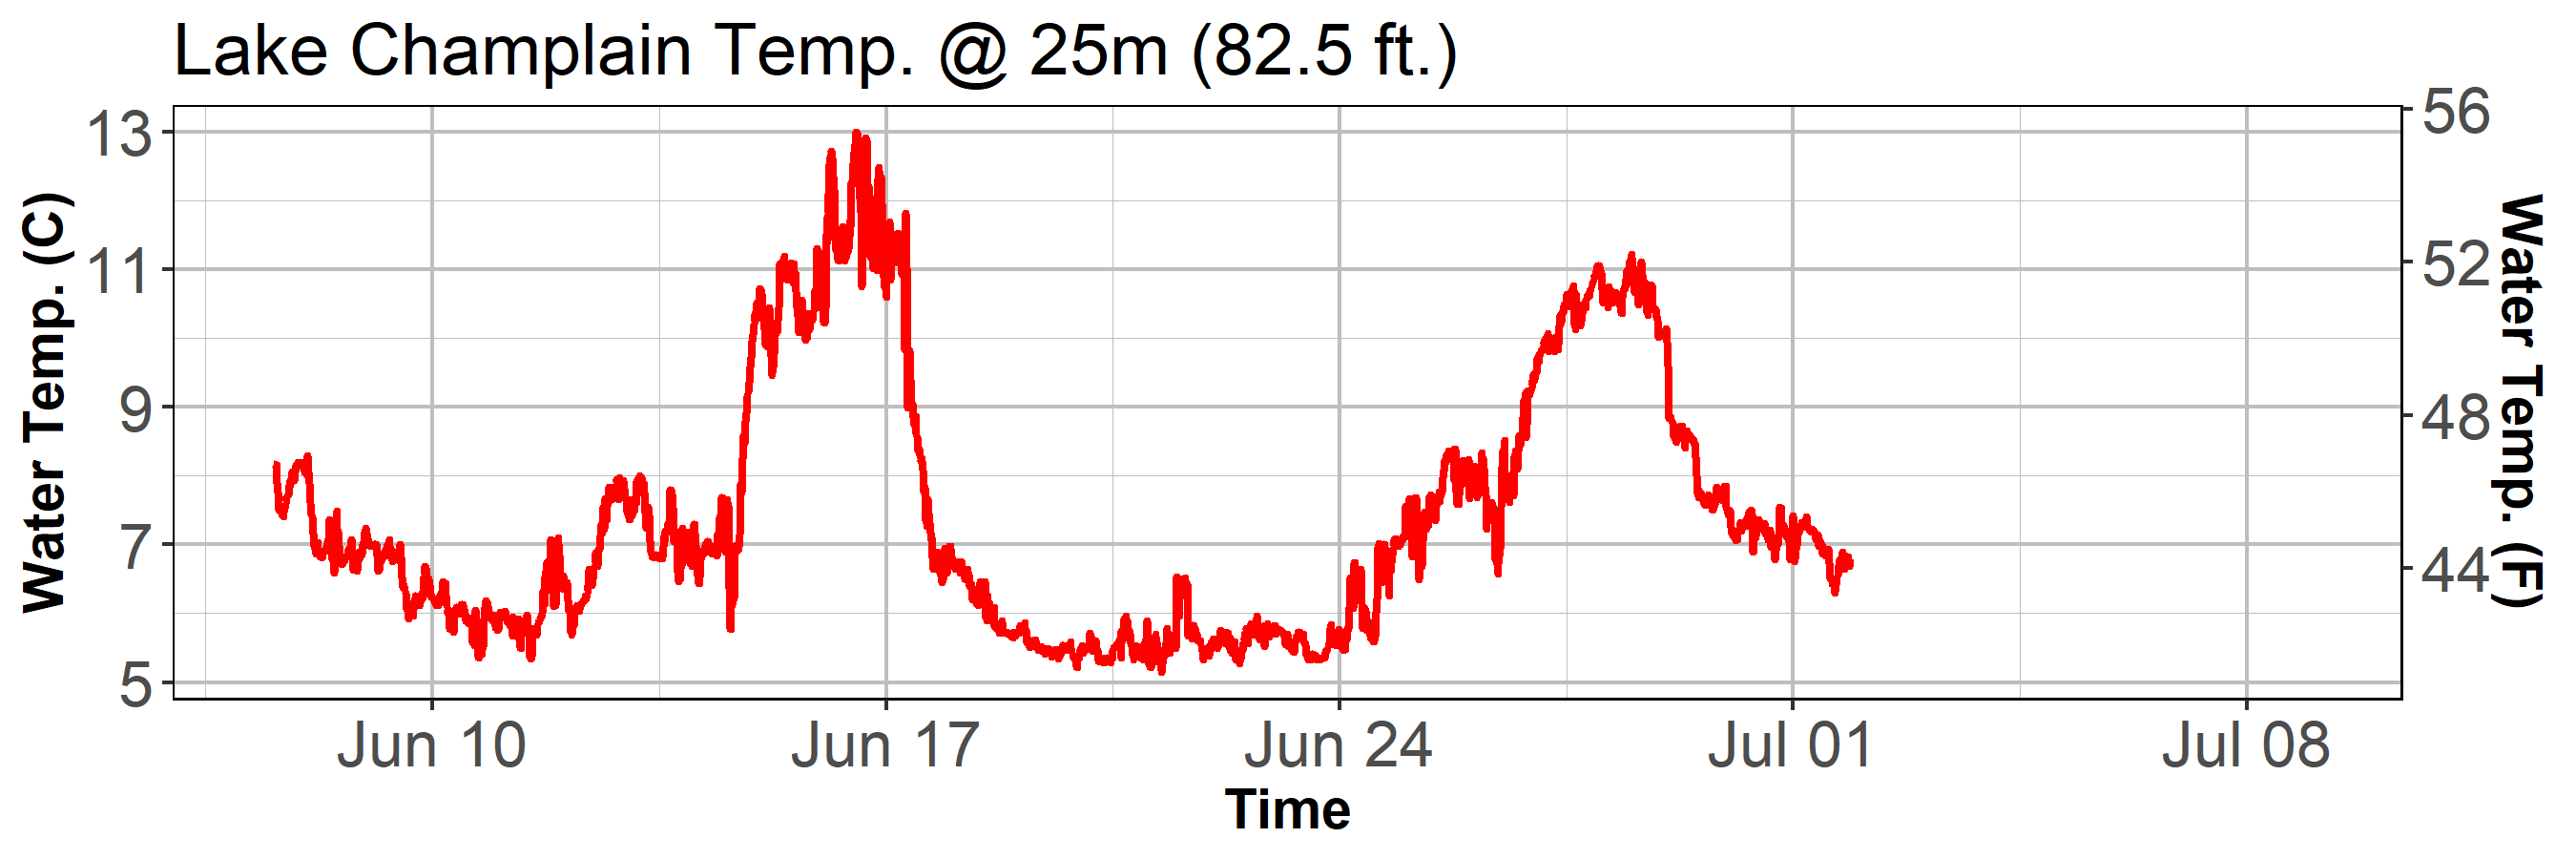 Lake Champlain Temp. @ 25m (82.5 ft.)
Water Temp. (C)
13
11
9
7
5
56
52
48
44
Water Temp. (F)
Jun 10 Jun 17 Jun 24 Jul 01 Jul 08
Time